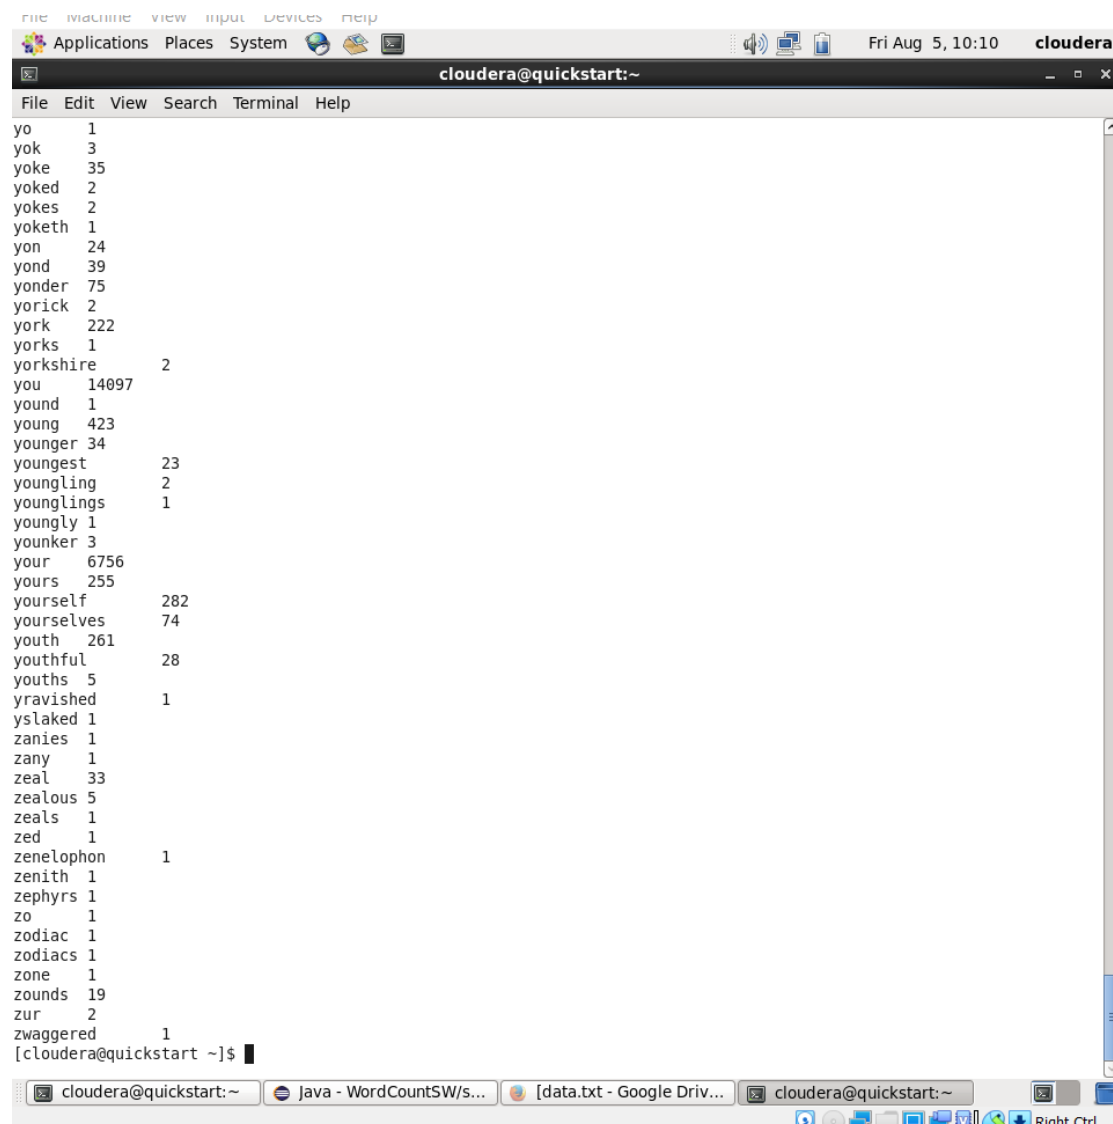 File Machine View Input Devices Help
Applications Places System Fri Aug 5, 10:10 cloudera
cloudera@quickstart:~
File Edit View Search Terminal Help
yo 1
yok 3
yoke 35
yoked 2
yokes 2
yoketh 1
yon 24
yond 39
yonder 75
yorick 2
york 222
yorks 1
yorkshire 2
you 14097
yound 1
young 423
younger 34
youngest 23
youngling 2
younglings 1
youngly 1
younker 3
your 6756
yours 255
yourself 282
yourselves 74
youth 261
youthful 28
youths 5
yravished 1
yslaked 1
zanies 1
zany 1
zeal 33
zealous 5
zeals 1
zed 1
zenelophon 1
zenith 1
zephyrs 1
zo 1
zodiac 1
zodiacs 1
zone 1
zounds 19
zur 2
zwaggered 1
[cloudera@quickstart ~]$
cloudera@quickstart:~ Java - WordCountSW/s... [data.txt - Google Driv... cloudera@quickstart:~
Right Ctrl